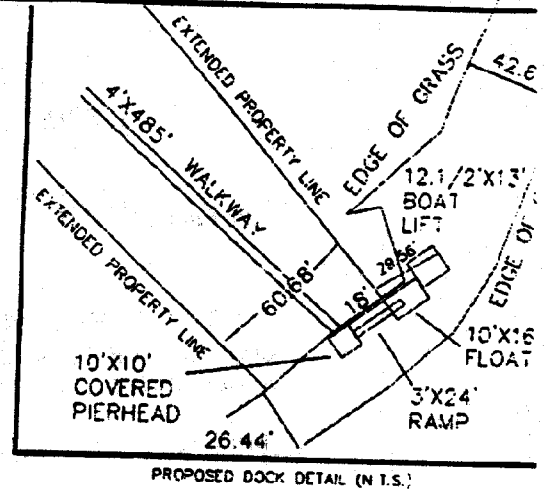 EXTENDED PROPERTY LINE
4'X485' WALKWAY
EXTENDED PROPERTY LINE
EDGE OF GRASS
42.6
12.1/2'X13'
BOAT
LIFT
28.56'
EDGE OF
60.68'
16'
10'X10'
COVERED
PIERHEAD
10'X16
FLOAT
3'X24'
RAMP
26.44'
PROPOSED DOCK DETAIL (N.T.S.)